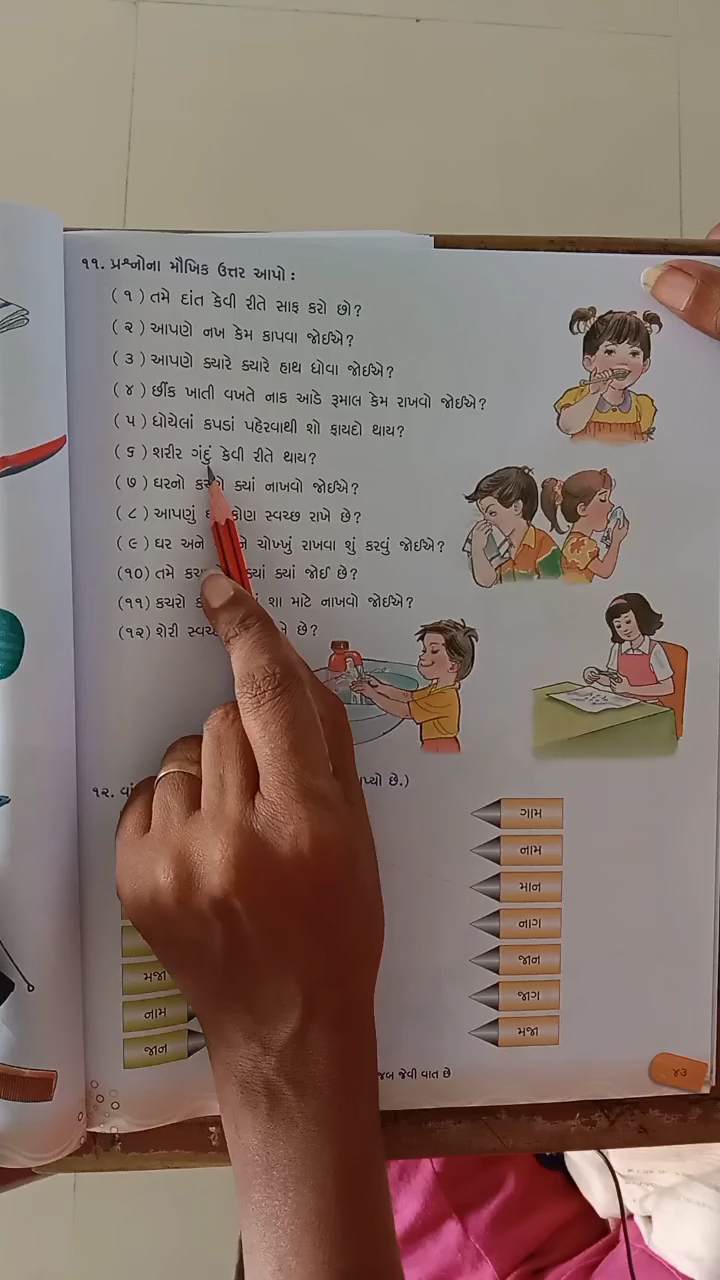 ૧૧. પ્રશ્નોના મૌખિક ઉત્તર આપો :
(૧) તમે દાંત કેવી રીતે સાફ કરો છો?
(૨) આપણે નખ કેમ કાપવા જોઈએ?
(૩) આપણે ક્યારે ક્યારે હાથ ધોવા જોઈએ?
(૪) છીંક ખાતી વખતે નાક આડે રૂમાલ કેમ રાખવો જોઈએ?
(૫) ધોયેલાં કપડાં પહેરવાથી શો ફાયદો થાય?
(૬) શરીર ગંદું કેવી રીતે થાય?
(૭) ઘરનો ક્યાં નાખવો જોઈએ?
(૮) આપણું કોણ સ્વચ્છ રાખે છે?
(૯) ઘર અને ચોખ્ખું રાખવા શું કરવું જોઈએ?
(૧૦) તમે ક્યાં ક્યાં જોઈ છે?
(૧૧) કચરો શા માટે નાખવો જોઈએ?
(૧૨) શેરી છે?
૧૨. છે.)
ગામ
નામ
માન
નાગ
જાન
મજા જાગ
નામ મજા
જાન
જેવી વાત છે
૪૩